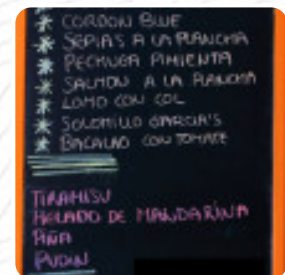 * CORDON BLUE
* SEPIAS A LA PLANCHA
* PECHUGA PIMIENTA
* SALMON A LA PLANCHA
* LOMO CON COL
* SOLOMILLO GARCIA'S
* BACALAO CON TOMATE
TIRAMISU
HELADO DE MANDARINA
PIÑA
PUDIN